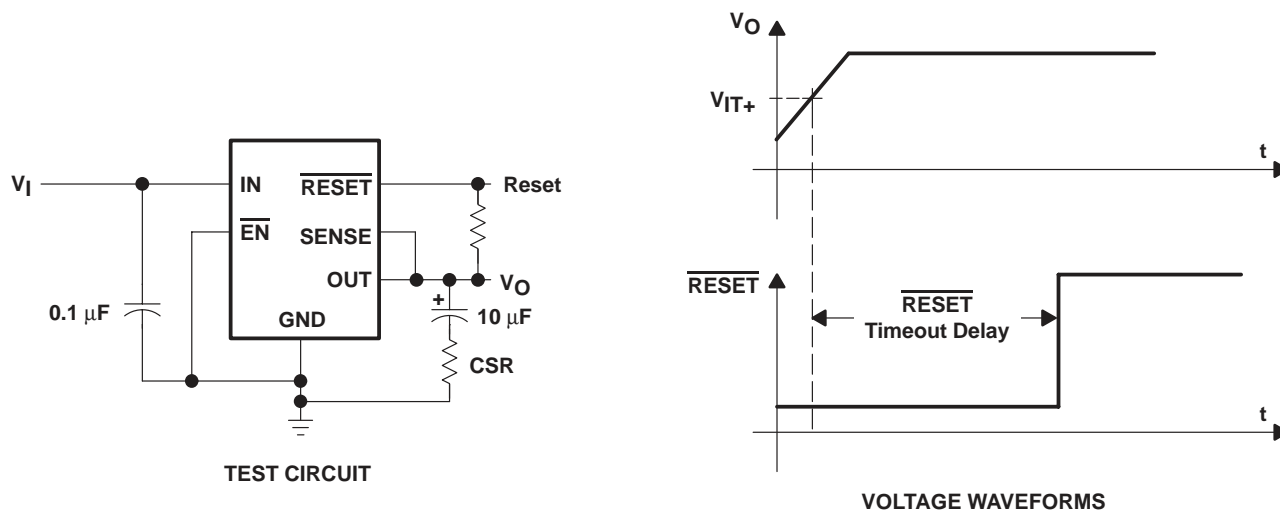 VI
IN
RESET
Reset
EN
SENSE
OUT
VO
+
0.1 μF
GND
10 μF
CSR
TEST CIRCUIT
VO
VIT+
t
RESET
RESET
Timeout Delay
t
VOLTAGE WAVEFORMS